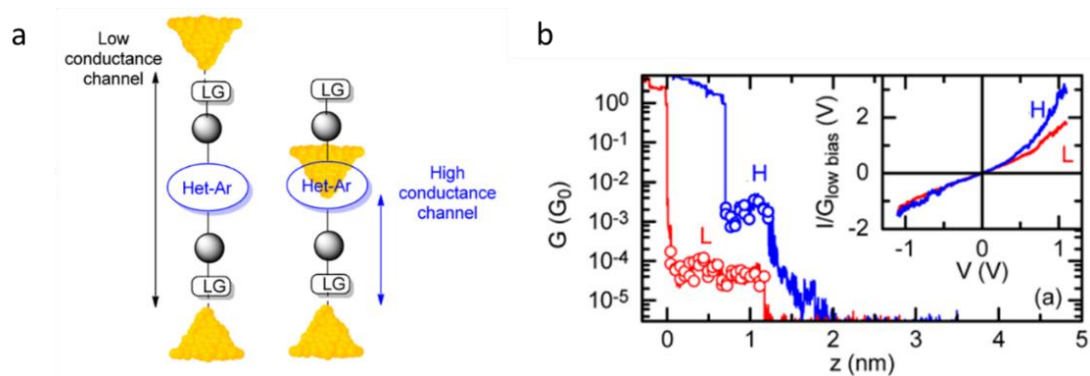 a
Low
conductance
channel
LG
Het-Ar
LG
LG
Het-Ar
LG
High
conductance
channel
b
G (G₀)
10⁰
10⁻¹
10⁻²
10⁻³
10⁻⁴
10⁻⁵
H
L
I/G_low bias (V)
2
0
-2
H
L
-1
0
1
V (V)
(a)
0
1
2
3
4
5
z (nm)